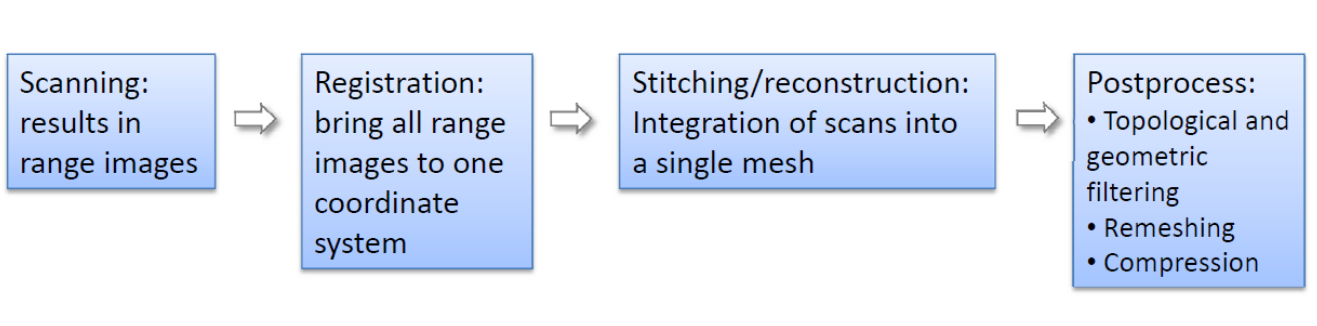 Scanning:
results in
range images
Registration:
bring all range
images to one
coordinate
system
Stitching/reconstruction:
Integration of scans into
a single mesh
Postprocess:
• Topological and
geometric
filtering
• Remeshing
• Compression